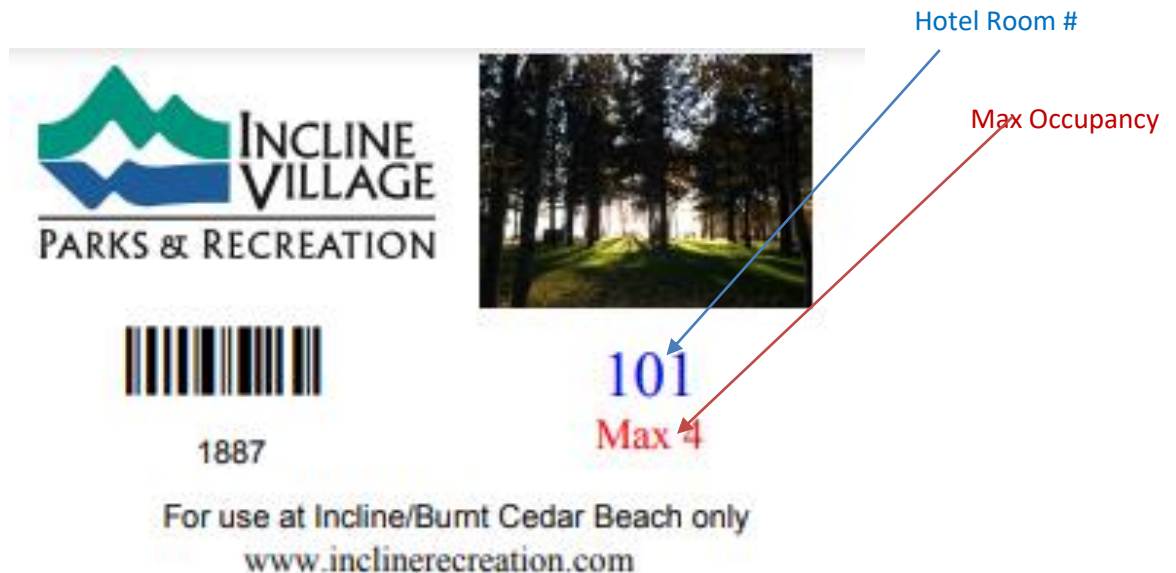 Hotel Room #
Max Occupancy
INCLINE
VILLAGE
PARKS & RECREATION
101
Max 4
1887
For use at Incline/Burnt Cedar Beach only
www.inclinerecreation.com